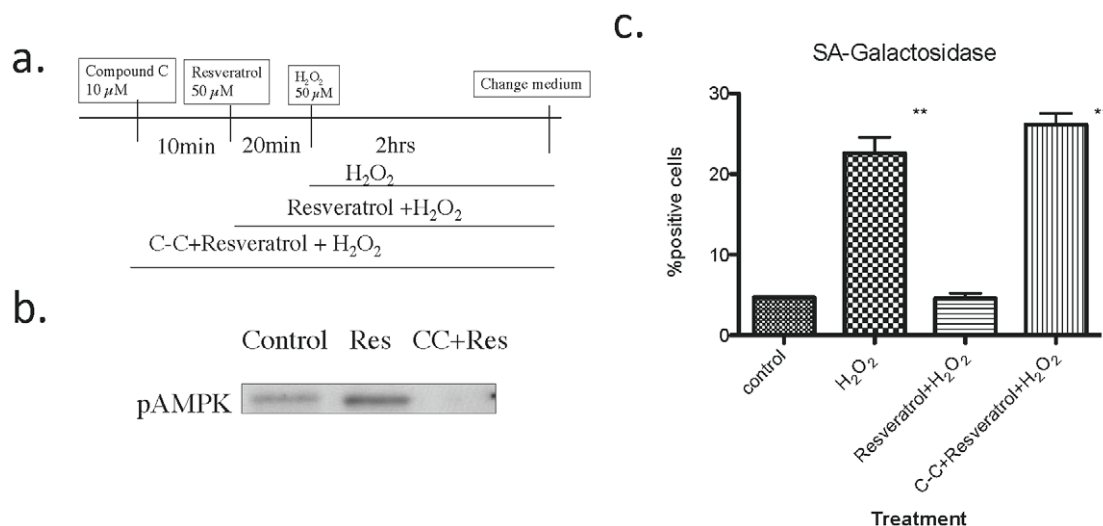 a.
Compound C
10 µM
Resveratrol
50 µM
H₂O₂
50 µM
Change medium
10min
20min
2hrs
H₂O₂
Resveratrol +H₂O₂
C-C+Resveratrol + H₂O₂
b.
Control Res CC+Res
pAMPK
c.
SA-Galactosidase
%positive cells
30
20
10
0
**
*
control
H₂O₂
Resveratrol+H₂O₂
C-C+Resveratrol+H₂O₂
Treatment